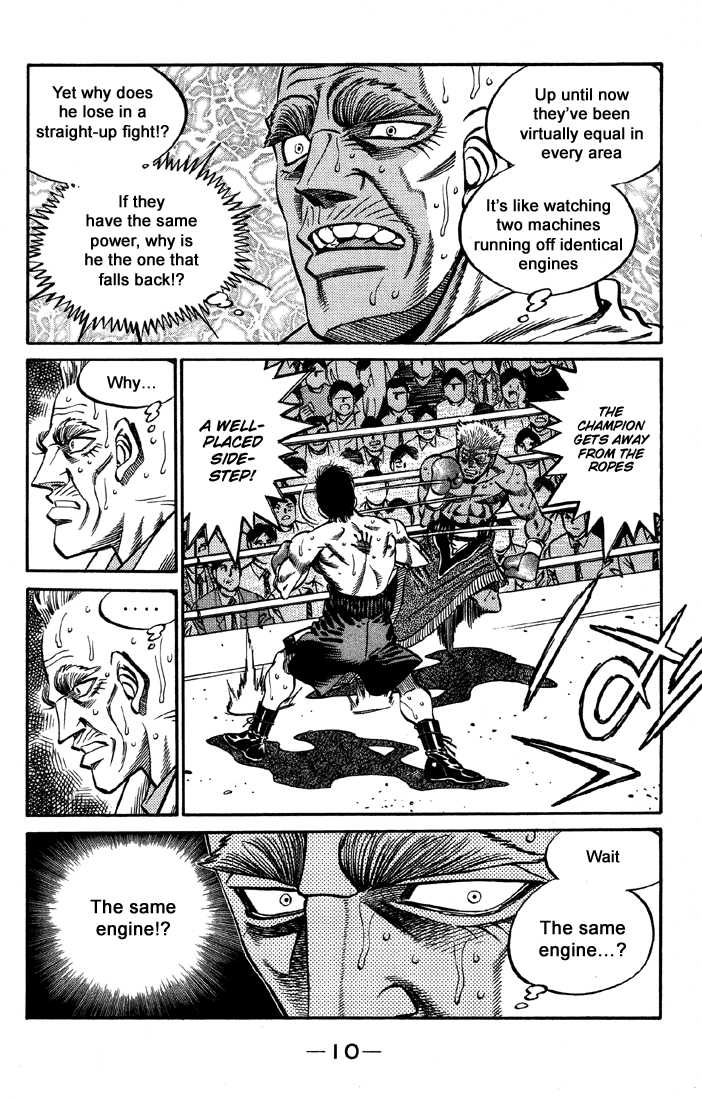 Up until now
they've been
virtually equal in
every area
It's like watching
two machines
running off identical
engines
Yet why does
he lose in a
straight-up fight!?
If they
have the same
power, why is
he the one that
falls back!?
THE
CHAMPION
GETS AWAY
FROM THE
ROPES
A WELL-
PLACED
SIDE-
STEP!
Why...
....
Wait
The same
engine...?
The same
engine!?
—10—